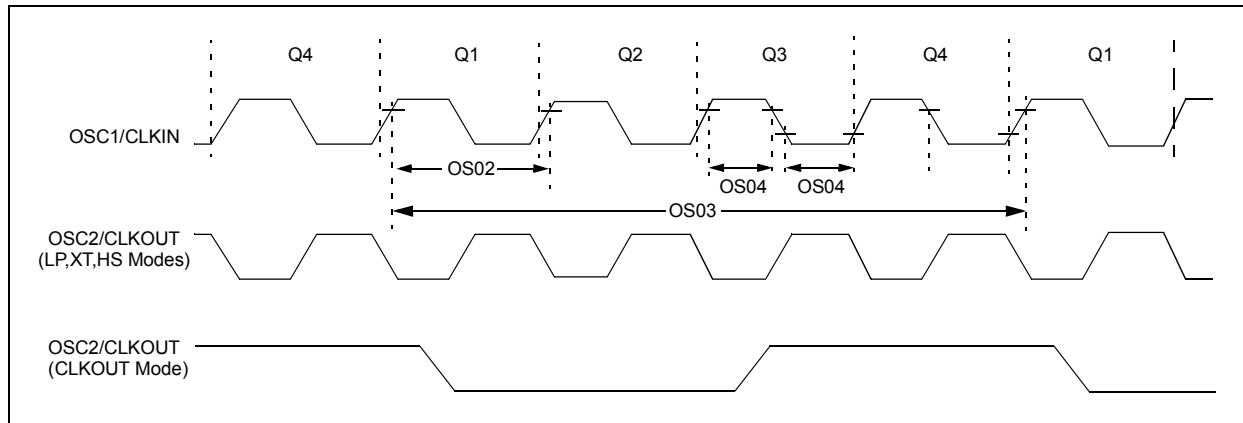 Q4 Q1 Q2 Q3 Q4 Q1
OSC1/CLKIN
OS02
OS04
OS04
OS03
OSC2/CLKOUT
(LP,XT,HS Modes)
OSC2/CLKOUT
(CLKOUT Mode)